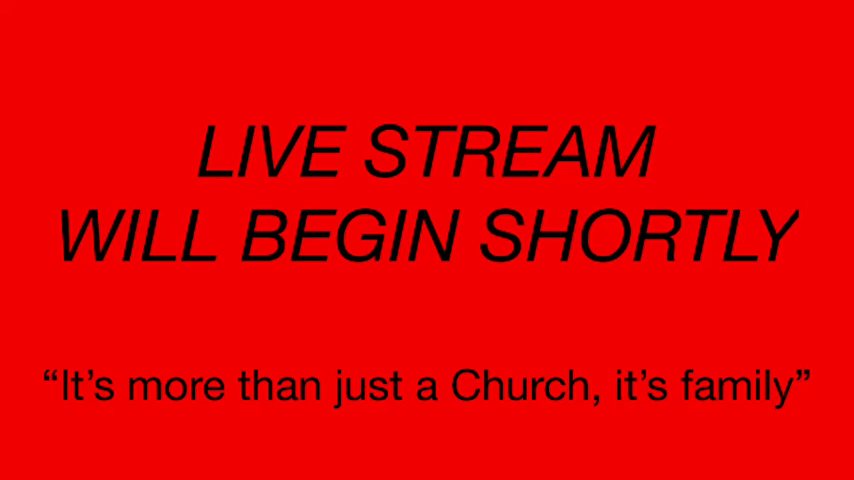 LIVE STREAM
WILL BEGIN SHORTLY
“It’s more than just a Church, it’s family”